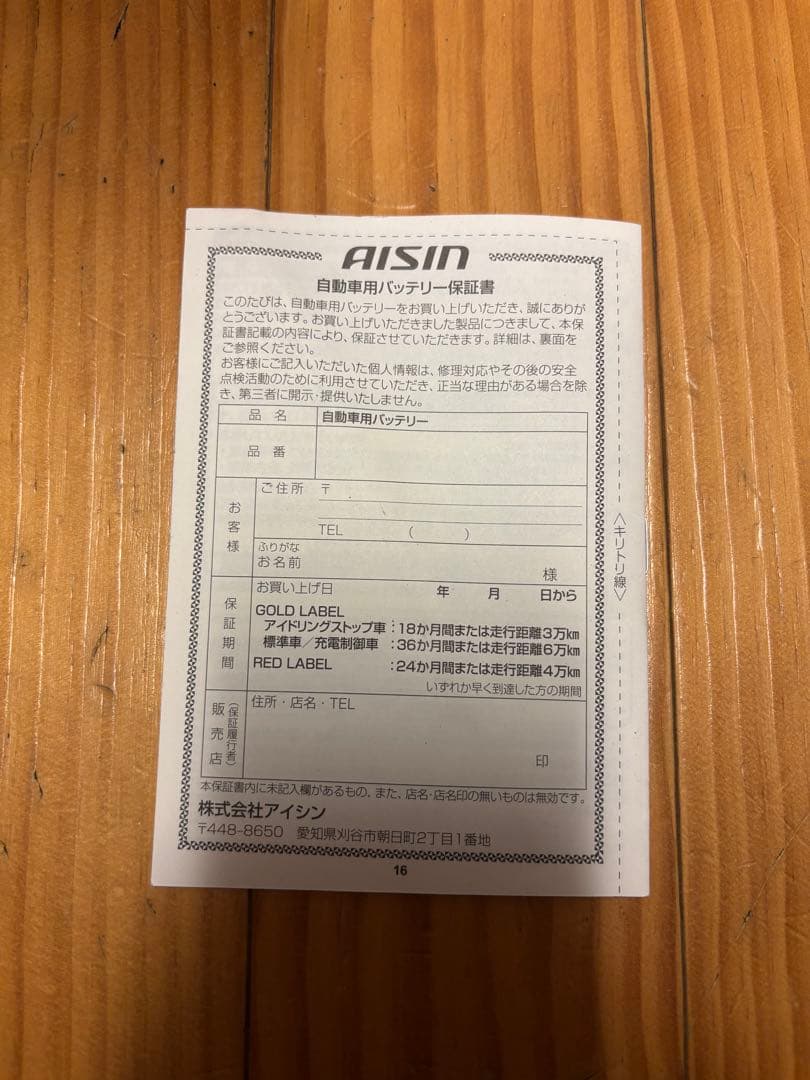 AISIN
自動車用バッテリー保証書
このたびは、自動車用バッテリーをお買い上げいただき、誠にありが
とうございます。お買い上げいただきました製品につきまして、本保
証書記載の内容により、保証させていただきます。詳細は、裏面を
ご参照ください。
お客様にご記入いただいた個人情報は、修理対応やその後の安全
点検活動のために利用させていただき、正当な理由がある場合を除
き、第三者に開示・提供いたしません。
品名 自動車用バッテリー
品番
お客様
ご住所 〒
TEL ( )
ふりがな
お名前 様
保証期間
お買い上げ日 年 月 日から
GOLD LABEL
アイドリングストップ車:18か月間または走行距離3万km
標準車/充電制御車 :36か月間または走行距離6万km
RED LABEL :24か月間または走行距離4万km
いずれか早く到達した方の期間
販売店(保証履行者)
住所・店名・TEL
印
本保証書内に未記入欄があるもの、また、店名・店名印の無いものは無効です。
株式会社アイシン
〒448-8650 愛知県刈谷市朝日町2丁目1番地
16
〈キリトリ線〉